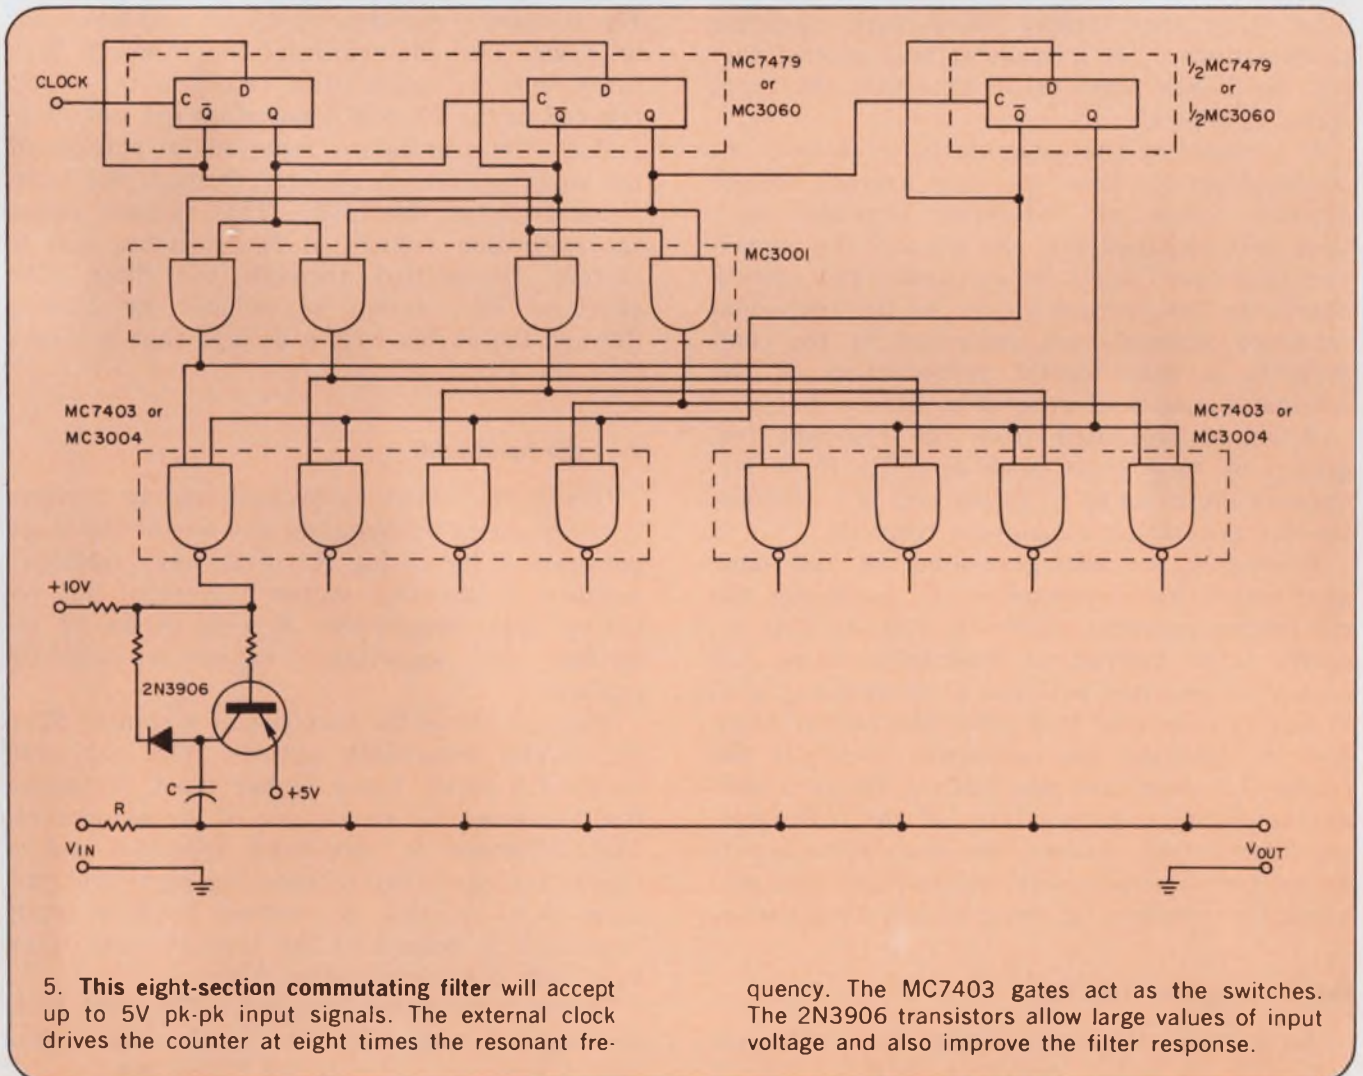 CLOCK
C
D
Q̅
Q
C
D
Q̅
Q
MC7479
or
MC3060
C
D
Q̅
Q
1/2MC7479
or
1/2MC3060
MC3001
MC7403 or
MC3004
MC7403 or
MC3004
+10V
2N3906
C
+5V
R
VIN
VOUT
5. This eight-section commutating filter will accept
up to 5V pk-pk input signals. The external clock
drives the counter at eight times the resonant fre-
quency. The MC7403 gates act as the switches.
The 2N3906 transistors allow large values of input
voltage and also improve the filter response.